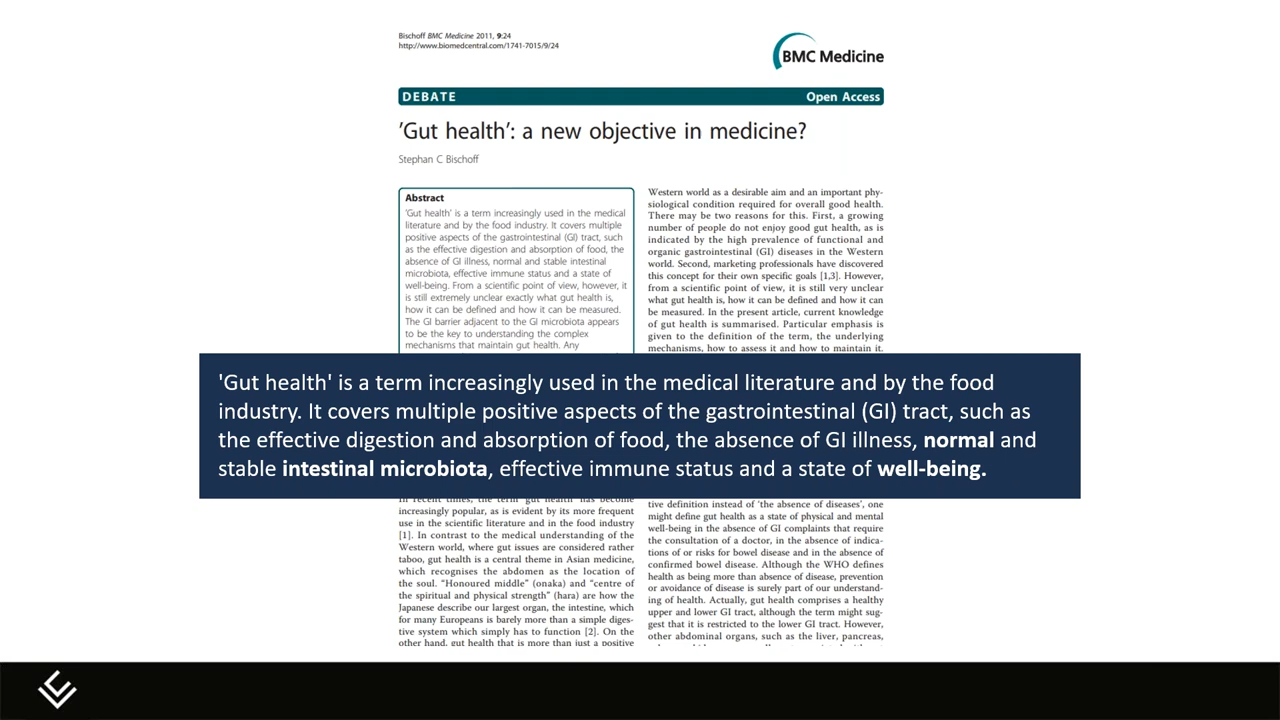 Bischoff BMC Medicine 2011, 9:24
http://www.biomedcentral.com/1741-7015/9/24
BMC Medicine
DEBATE Open Access
'Gut health': a new objective in medicine?
Stephan C Bischoff
Abstract
'Gut health' is a term increasingly used in the medical
literature and by the food industry. It covers multiple
positive aspects of the gastrointestinal (GI) tract, such
as the effective digestion and absorption of food, the
absence of GI illness, normal and stable intestinal
microbiota, effective immune status and a state of
well-being. From a scientific point of view, however, it
is still extremely unclear exactly what gut health is,
how it can be defined and how it can be measured.
The GI barrier adjacent to the GI microbiota appears
to be the key to understanding the complex
mechanisms that maintain gut health. Any
Western world as a desirable aim and an important phy-
siological condition required for overall good health.
There may be two reasons for this. First, a growing
number of people do not enjoy good gut health, as is
indicated by the high prevalence of functional and
organic gastrointestinal (GI) diseases in the Western
world. Second, marketing professionals have discovered
this concept for their own specific goals [1,3]. However,
from a scientific point of view, it is still very unclear
what gut health is, how it can be defined and how it can
be measured. In the present article, current knowledge
of gut health is summarised. Particular emphasis is
given to the definition of the term, the underlying
mechanisms, how to assess it and how to maintain it.
'Gut health' is a term increasingly used in the medical literature and by the food
industry. It covers multiple positive aspects of the gastrointestinal (GI) tract, such as
the effective digestion and absorption of food, the absence of GI illness, normal and
stable intestinal microbiota, effective immune status and a state of well-being.
In recent times, the term 'gut health' has become
increasingly popular, as is evident by its more frequent
use in the scientific literature and in the food industry
[1]. In contrast to the medical understanding of the
Western world, where gut issues are considered rather
taboo, gut health is a central theme in Asian medicine,
which recognises the abdomen as the location of
the soul. "Honoured middle" (onaka) and "centre of
the spiritual and physical strength" (hara) are how the
Japanese describe our largest organ, the intestine, which
for many Europeans is barely more than a simple diges-
tive system which simply has to function [2]. On the
other hand, gut health that is more than just a positive
tive definition instead of 'the absence of diseases', one
might define gut health as a state of physical and mental
well-being in the absence of GI complaints that require
the consultation of a doctor, in the absence of indica-
tions of or risks for bowel disease and in the absence of
confirmed bowel disease. Although the WHO defines
health as being more than absence of disease, prevention
or avoidance of disease is surely part of our understand-
ing of health. Actually, gut health comprises a healthy
upper and lower GI tract, although the term might sug-
gest that it is restricted to the lower GI tract. However,
other abdominal organs, such as the liver, pancreas,